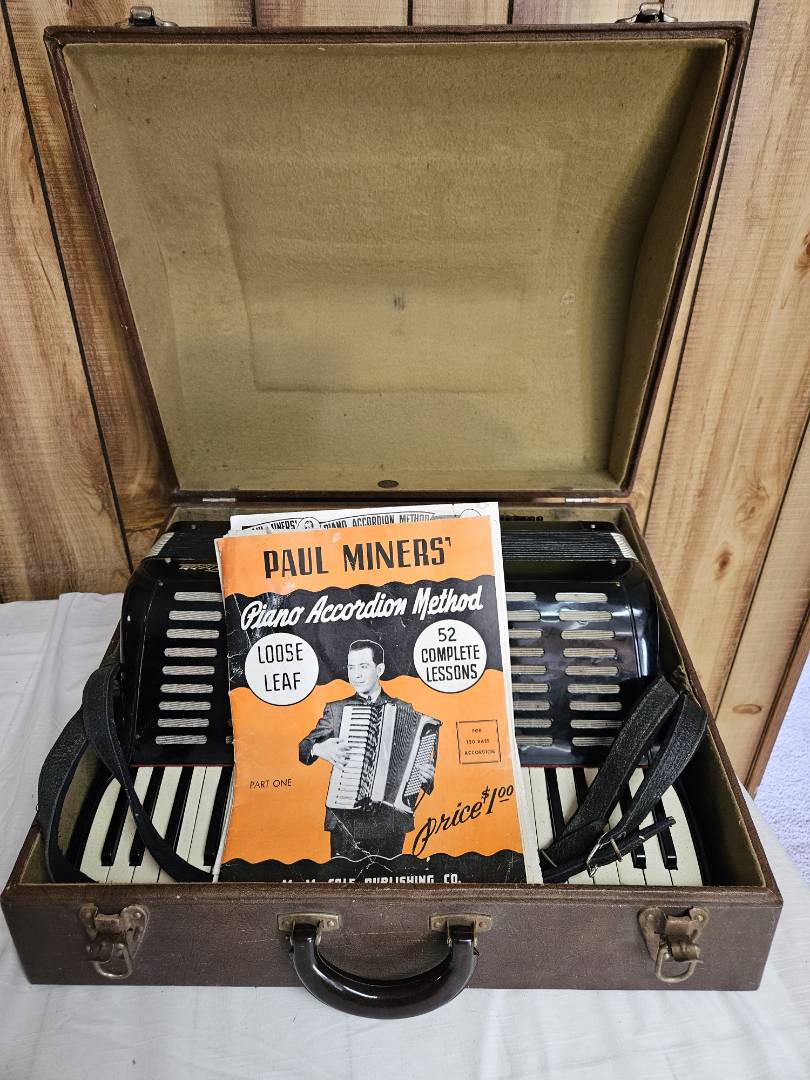 PAUL MINERS' PIANO ACCORDION METHOD
PAUL MINERS'
Piano Accordion Method
LOOSE
LEAF
52
COMPLETE
LESSONS
FOR
120 BASS
ACCORDION
PART ONE
Price $1.00
M. M. COLE PUBLISHING CO.